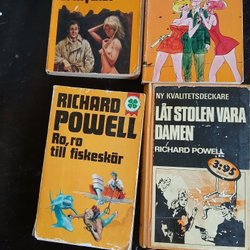 RICHARD
POWELL
Ro, ro
till fiskeskär
NY KVALITETSDECKARE
LÅT STOLEN VARA
DAMEN
RICHARD POWELL
3:95